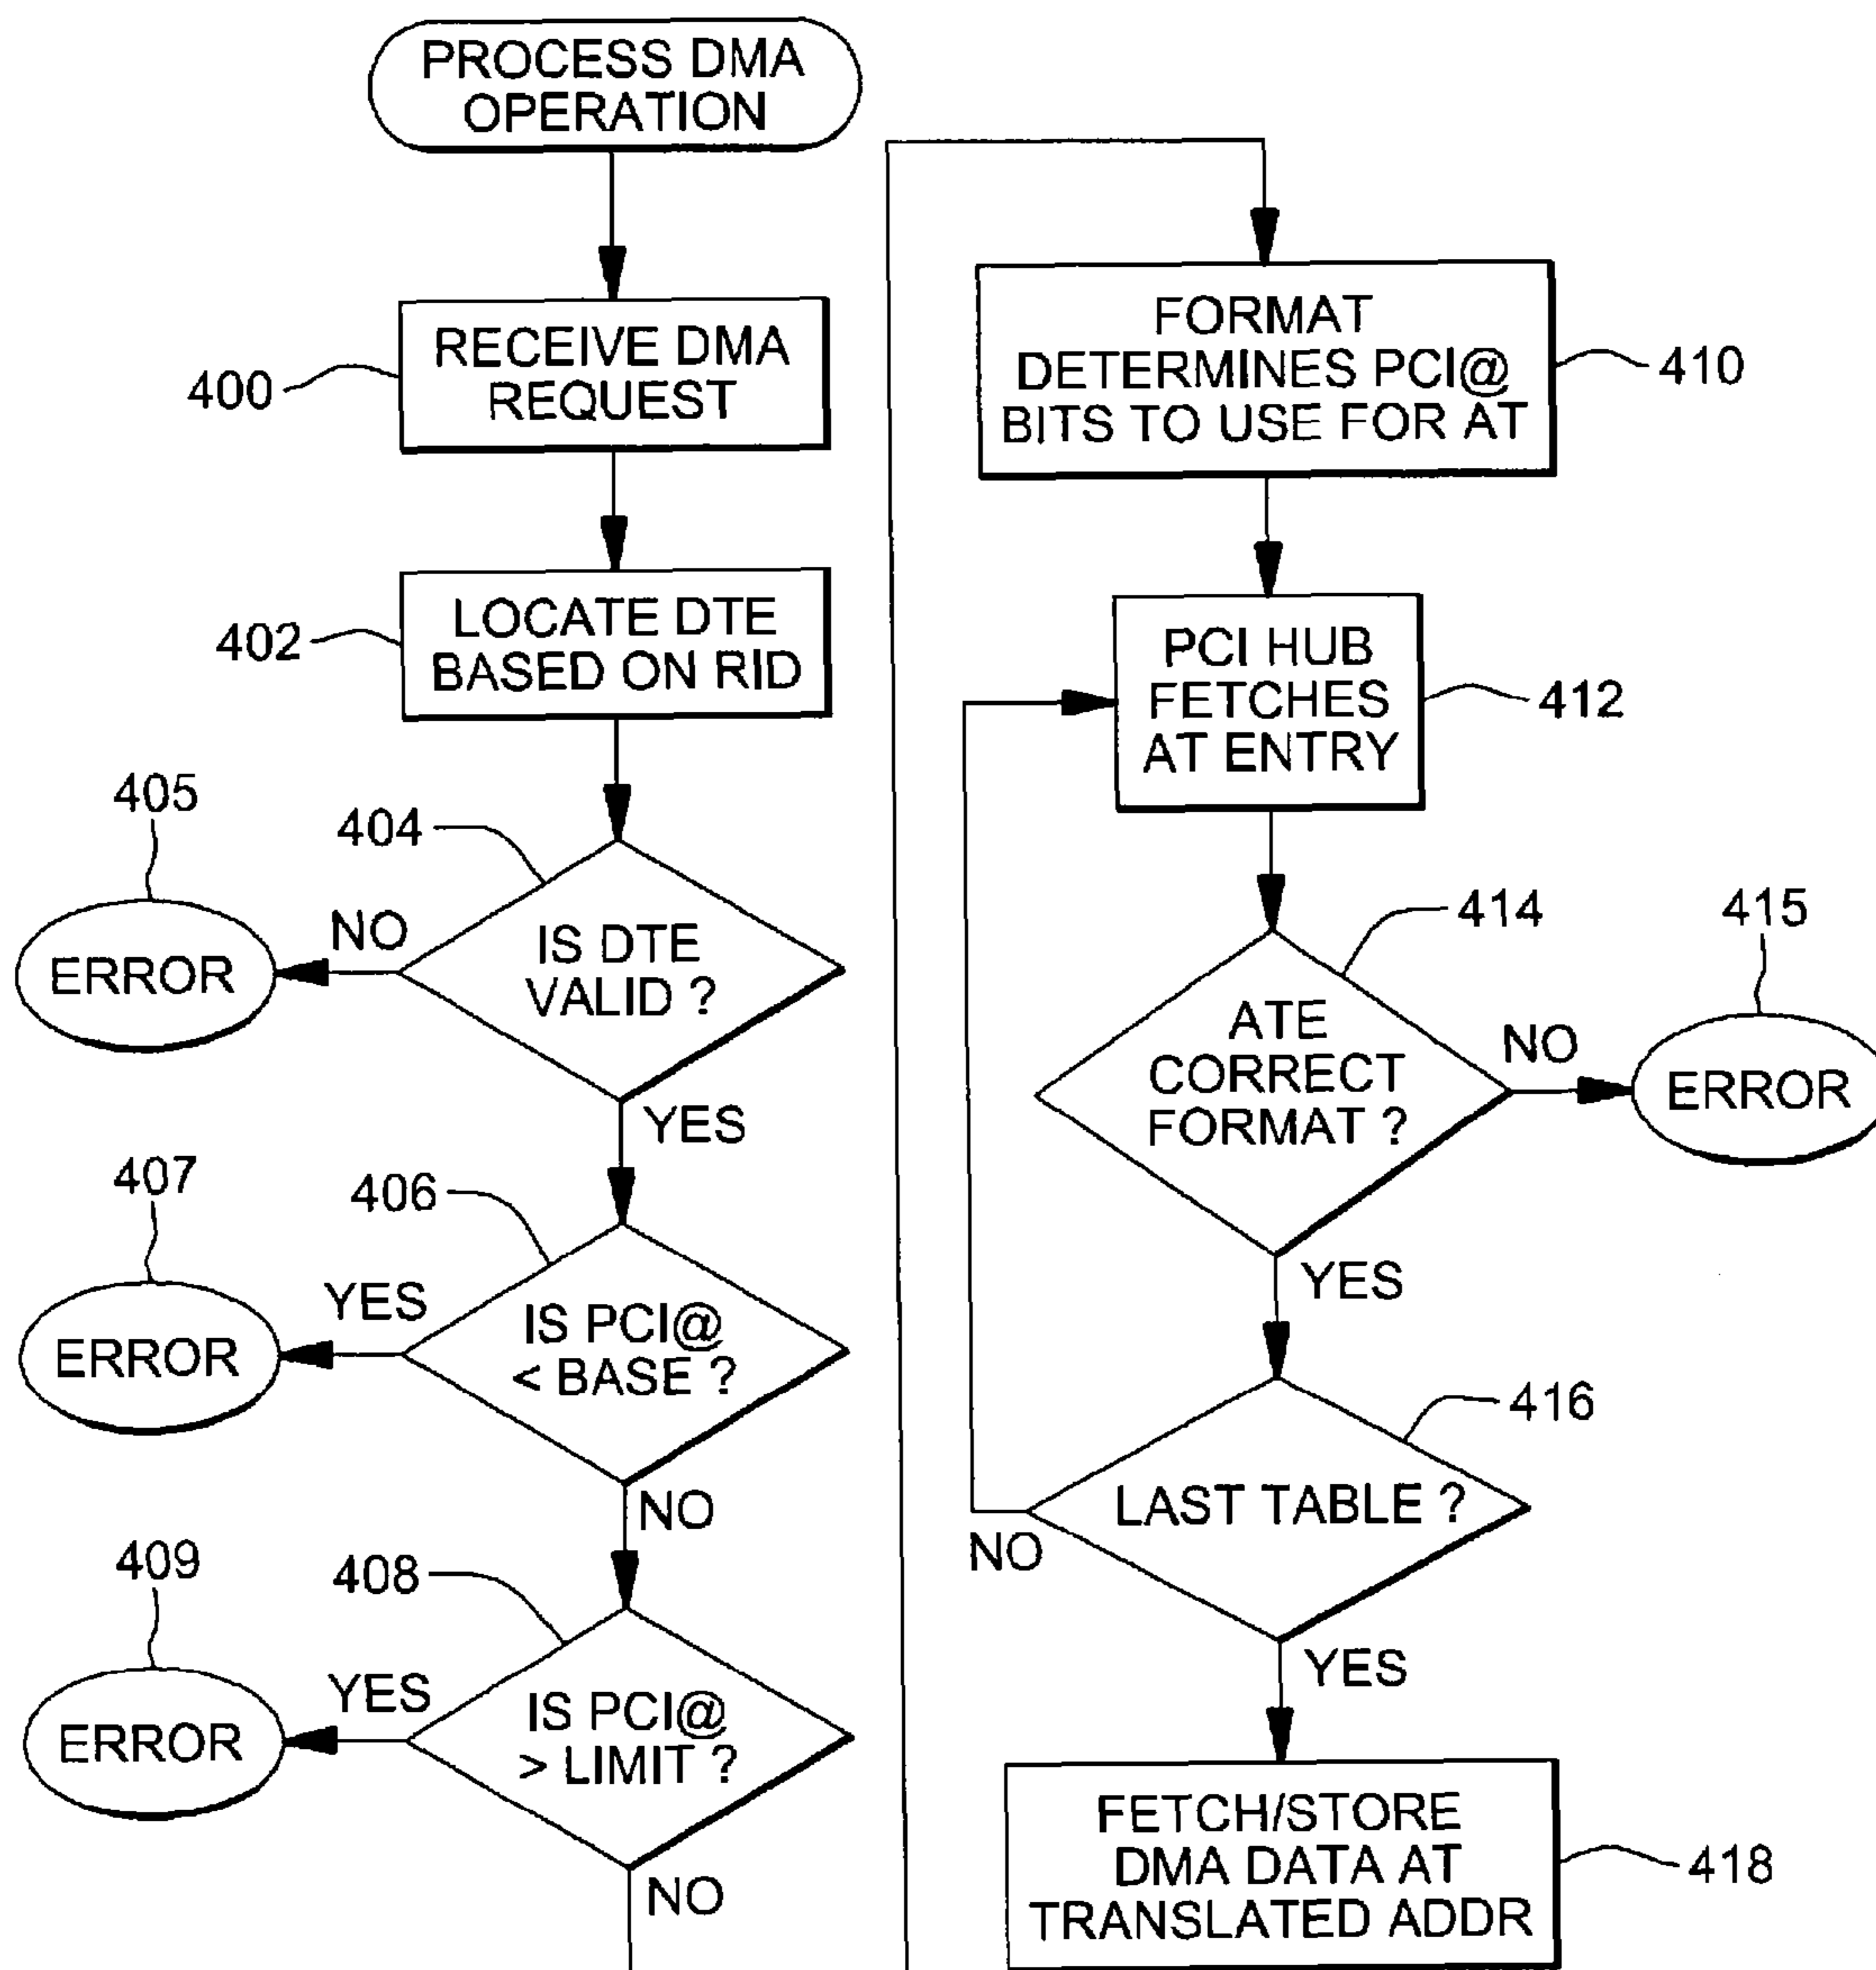 PROCESS DMA
OPERATION
400
RECEIVE DMA
REQUEST
402
LOCATE DTE
BASED ON RID
404
IS DTE
VALID ?
NO
405
ERROR
YES
406
IS PCI@
< BASE ?
YES
407
ERROR
NO
408
IS PCI@
> LIMIT ?
YES
409
ERROR
NO
FORMAT
DETERMINES PCI@
BITS TO USE FOR AT
410
PCI HUB
FETCHES
AT ENTRY
412
414
ATE
CORRECT
FORMAT ?
NO
415
ERROR
YES
416
LAST TABLE ?
NO
YES
FETCH/STORE
DMA DATA AT
TRANSLATED ADDR
418